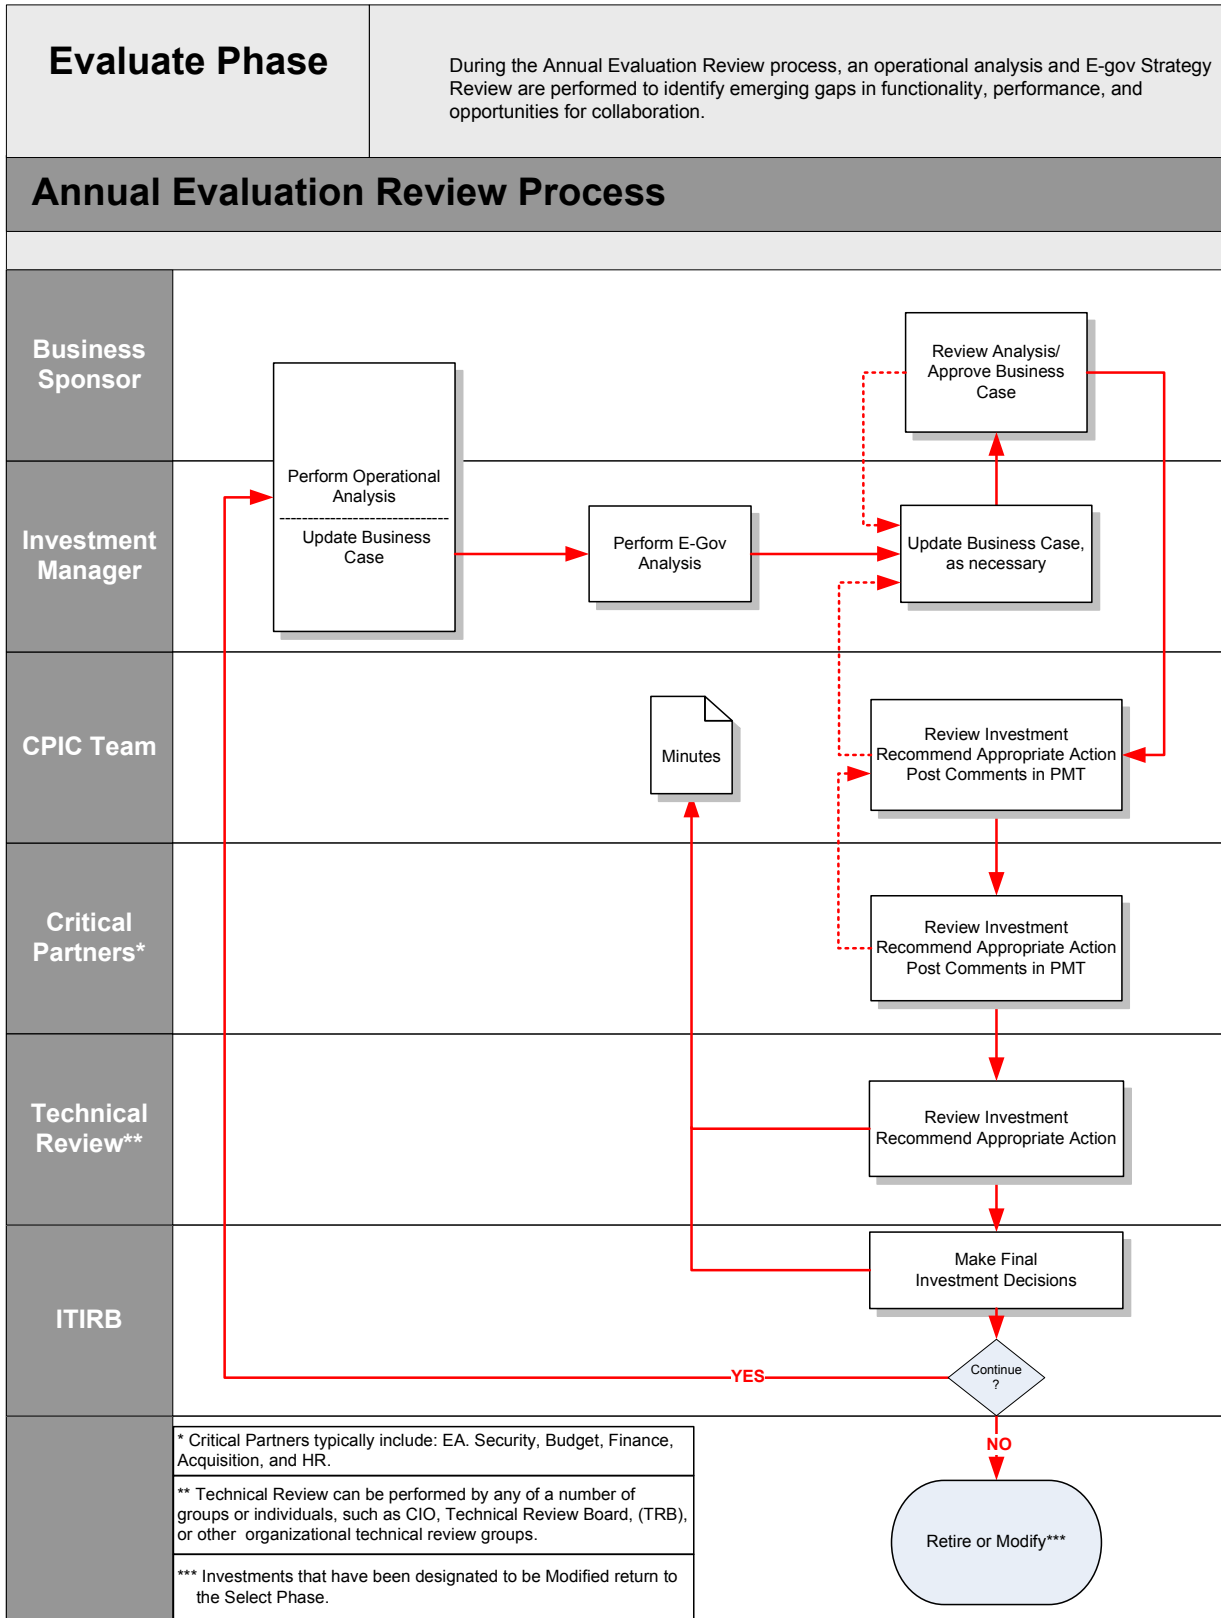 Evaluate Phase
During the Annual Evaluation Review process, an operational analysis and E-gov Strategy
Review are performed to identify emerging gaps in functionality, performance, and
opportunities for collaboration.
Annual Evaluation Review Process
Business
Sponsor
Review Analysis/
Approve Business
Case
Investment
Manager
Perform Operational
Analysis
Update Business
Case
Perform E-Gov
Analysis
Update Business Case,
as necessary
CPIC Team
Minutes
Review Investment
Recommend Appropriate Action
Post Comments in PMT
Critical
Partners*
Review Investment
Recommend Appropriate Action
Post Comments in PMT
Technical
Review**
Review Investment
Recommend Appropriate Action
ITIRB
Make Final
Investment Decisions
Continue
?
YES
NO
Retire or Modify***
* Critical Partners typically include: EA. Security, Budget, Finance,
Acquisition, and HR.
** Technical Review can be performed by any of a number of
groups or individuals, such as CIO, Technical Review Board, (TRB),
or other organizational technical review groups.
*** Investments that have been designated to be Modified return to
the Select Phase.